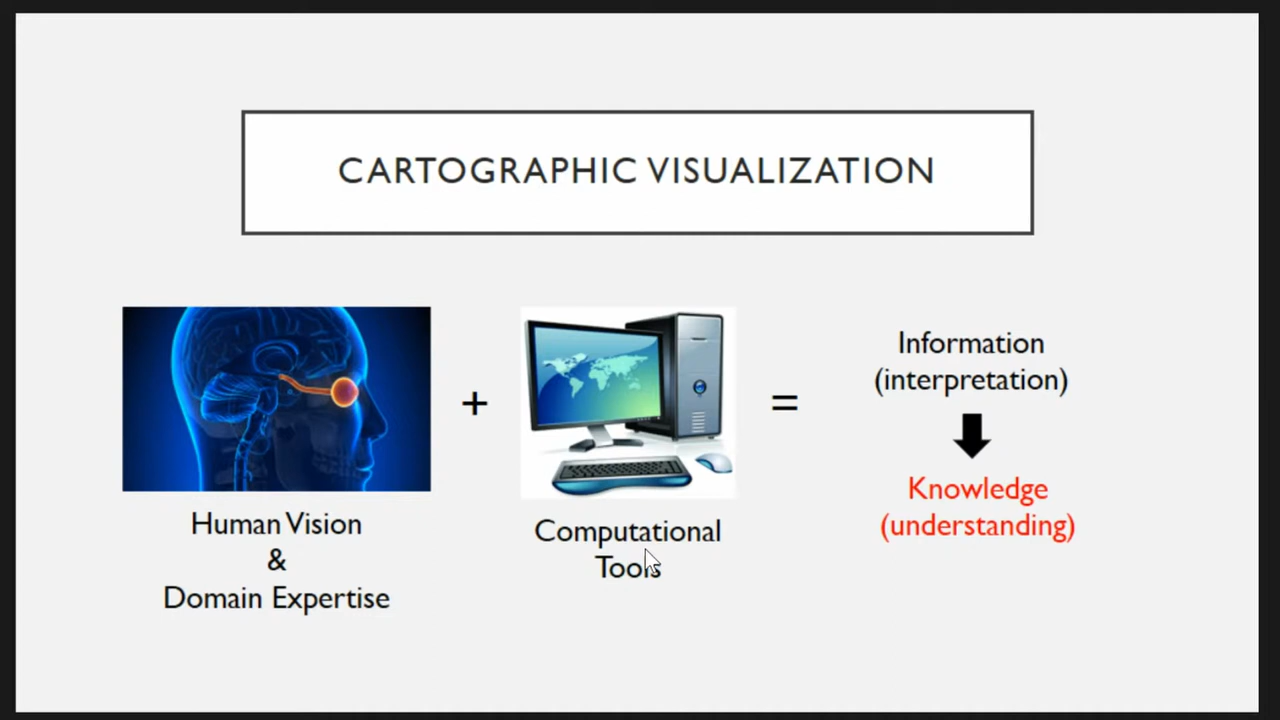 CARTOGRAPHIC VISUALIZATION
Human Vision
&
Domain Expertise
+
Computational
Tools
=
Information
(interpretation)
Knowledge
(understanding)